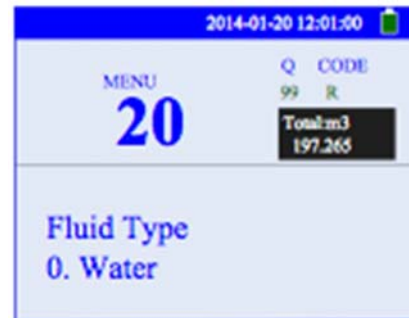 2014-01-20 12:01:00
MENU
20
Q CODE
99 R
Total:m3
197.265
Fluid Type
0. Water